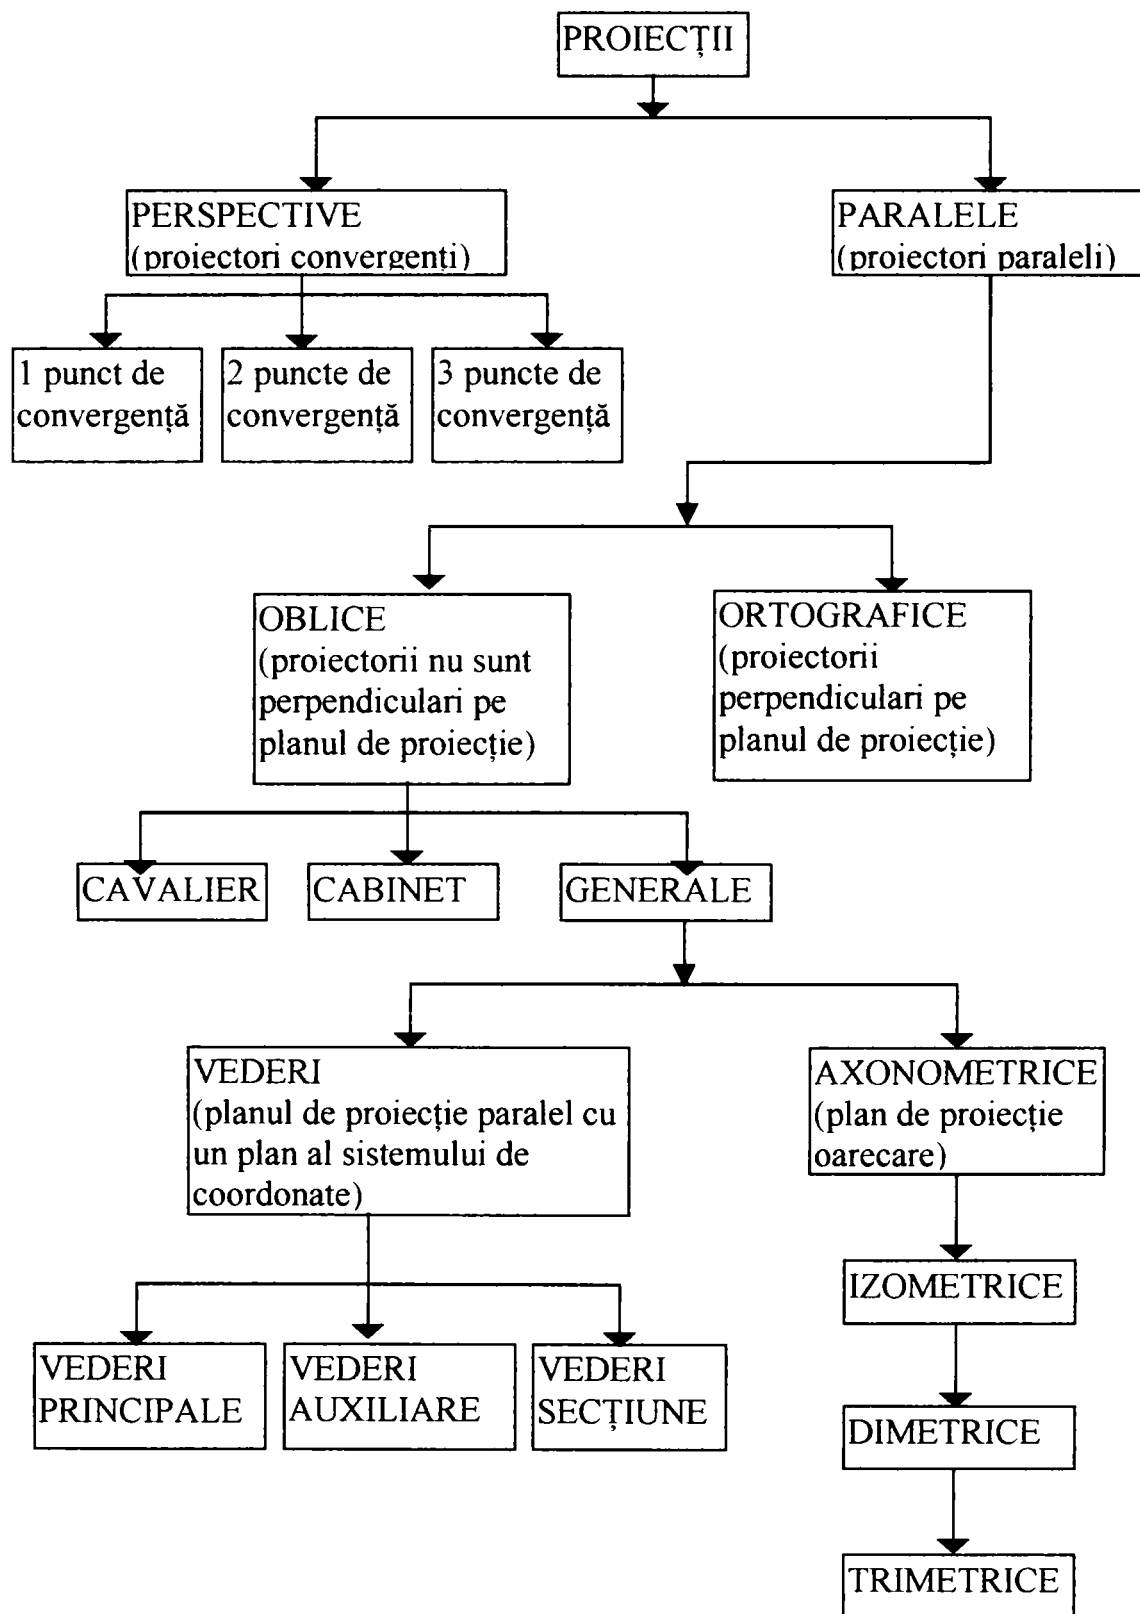 PROIECȚII
PERSPECTIVE
(proiectori convergenți)
PARALELE
(proiectori paraleli)
1 punct de
convergență
2 puncte de
convergență
3 puncte de
convergență
OBLICE
(proiectorii nu sunt
perpendiculari pe
planul de proiecție)
ORTOGRAFICE
(proiectorii
perpendiculari pe
planul de proiecție)
CAVALIER
CABINET
GENERALE
VEDERI
(planul de proiecție paralel cu
un plan al sistemului de
coordonate)
AXONOMETRICE
(plan de proiecție
oarecare)
IZOMETRICE
VEDERI
PRINCIPALE
VEDERI
AUXILIARE
VEDERI
SECȚIUNE
DIMETRICE
TRIMETRICE